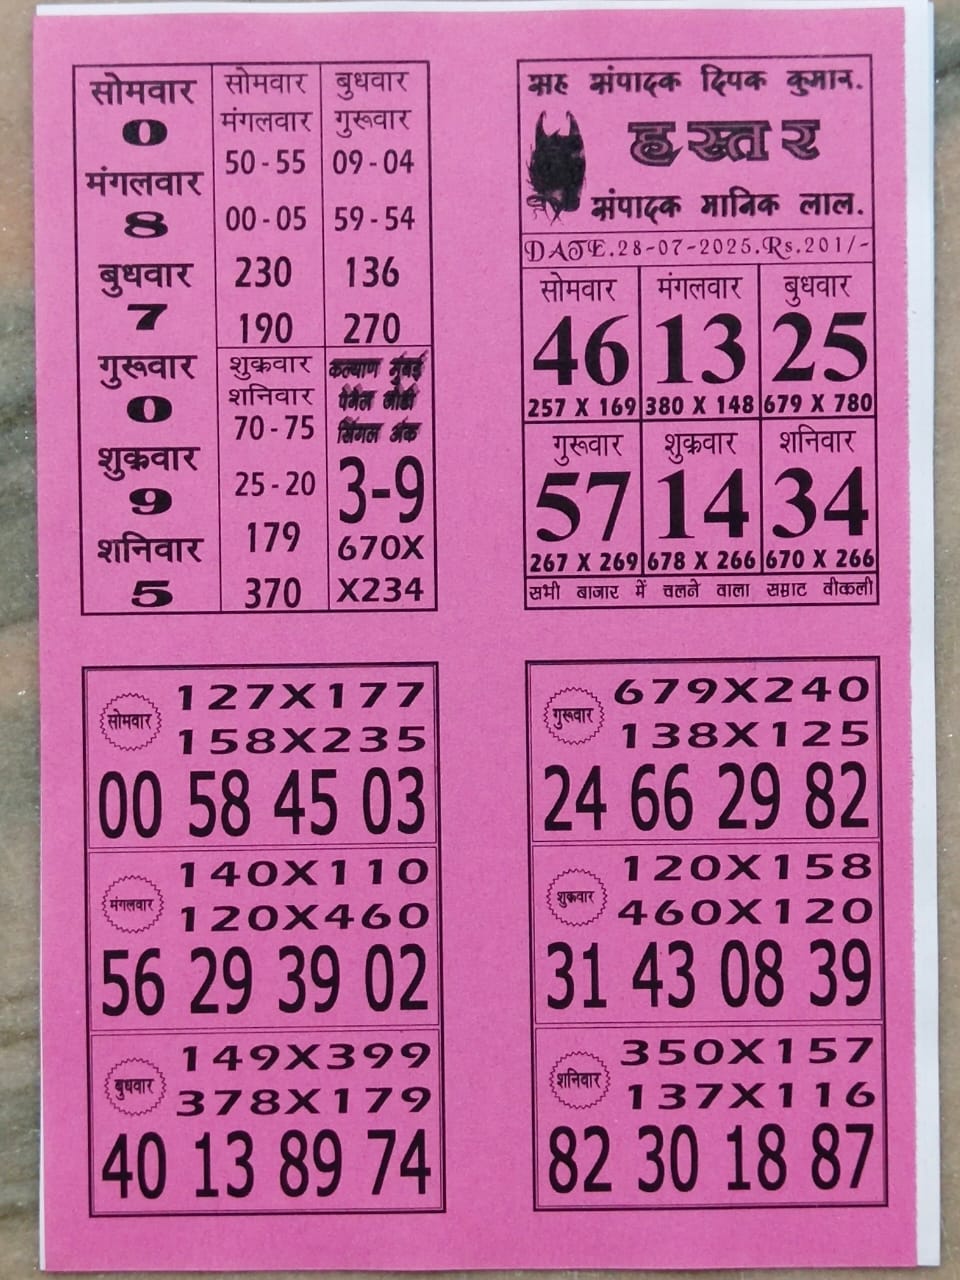 सोमवार
0
मंगलवार
8
बुधवार
7
गुरूवार
0
शुक्रवार
9
शनिवार
5
सोमवार
मंगलवार
50 - 55
00 - 05
230
190
बुधवार
गुरूवार
09 - 04
59 - 54
136
270
शुक्रवार
शनिवार
70 - 75
25 - 20
179
370
कल्याण मुंबई
पॅनल जोडी
सिंगल अंक
3-9
670X
X234
सह संपादक दिपक कुमार.
हस्तर
संपादक मानिक लाल.
DATE.28-07-2025.Rs.201/-
सोमवार मंगलवार बुधवार
46 13 25
257 X 169 380 X 148 679 X 780
गुरूवार शुक्रवार शनिवार
57 14 34
267 X 269 678 X 266 670 X 266
सभी बाजार में चलने वाला सम्राट वीकली
सोमवार
127X177
158X235
00 58 45 03
मंगलवार
140X110
120X460
56 29 39 02
बुधवार
149X399
378X179
40 13 89 74
गुरूवार
679X240
138X125
24 66 29 82
शुक्रवार
120X158
460X120
31 43 08 39
शनिवार
350X157
137X116
82 30 18 87